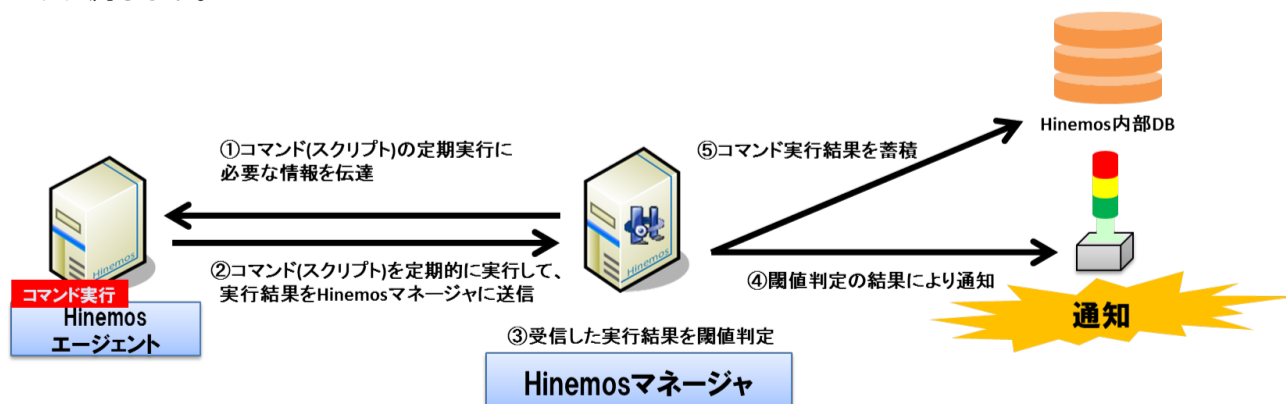 Hinemos内部DB
①コマンド(スクリプト)の定期実行に
必要な情報を伝達
⑤コマンド実行結果を蓄積
Hinemos
②コマンド(スクリプト)を定期的に実行して、
実行結果をHinemosマネージャに送信
④閾値判定の結果により通知
コマンド実行
Hinemos
エージェント
通知
③受信した実行結果を閾値判定
Hinemosマネージャ